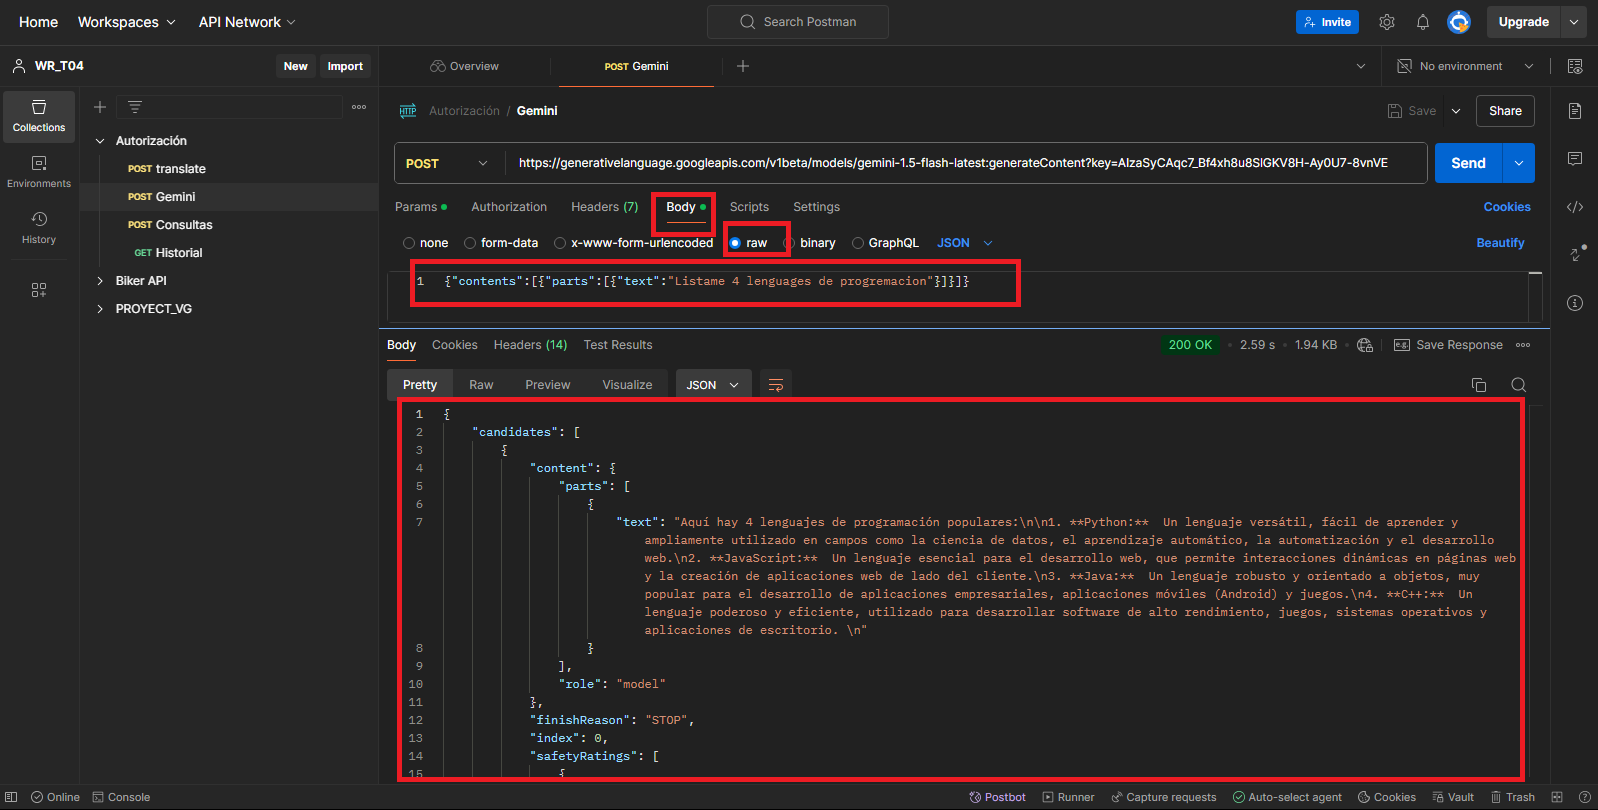 Home Workspaces API Network Search Postman Invite Upgrade
WR_T04 New Import Overview POST Gemini No environment
Collections
Environments
History
Autorización
POST translate
POST Gemini
POST Consultas
GET Historial
Biker API
PROYECT_VG
HTTP Autorización / Gemini Save Share
POST https://generativelanguage.googleapis.com/v1beta/models/gemini-1.5-flash-latest:generateContent?key=AIzaSyCAqc7_Bf4xh8u8SlGKV8H-Ay0U7-8vnVE Send
Params Authorization Headers (7) Body Scripts Settings Cookies
none form-data x-www-form-urlencoded raw binary GraphQL JSON Beautify
1 {"contents":[{"parts":[{"text":"Listame 4 lenguages de progremacion"}]}]}
Body Cookies Headers (14) Test Results 200 OK 2.59 s 1.94 KB e.g. Save Response
Pretty Raw Preview Visualize JSON
1 {
2 "candidates": [
3 {
4 "content": {
5 "parts": [
6 {
7 "text": "Aquí hay 4 lenguajes de programación populares:\n\n1. **Python:**  Un lenguaje versátil, fácil de aprender y
ampliamente utilizado en campos como la ciencia de datos, el aprendizaje automático, la automatización y el desarrollo
web.\n2. **JavaScript:**  Un lenguaje esencial para el desarrollo web, que permite interacciones dinámicas en páginas web
y la creación de aplicaciones web de lado del cliente.\n3. **Java:**  Un lenguaje robusto y orientado a objetos, muy
popular para el desarrollo de aplicaciones empresariales, aplicaciones móviles (Android) y juegos.\n4. **C++:**  Un
lenguaje poderoso y eficiente, utilizado para desarrollar software de alto rendimiento, juegos, sistemas operativos y
aplicaciones de escritorio. \n"
8 }
9 ],
10 "role": "model"
11 },
12 "finishReason": "STOP",
13 "index": 0,
14 "safetyRatings": [
15 {
Online Console Postbot Runner Capture requests Auto-select agent Cookies Vault Trash